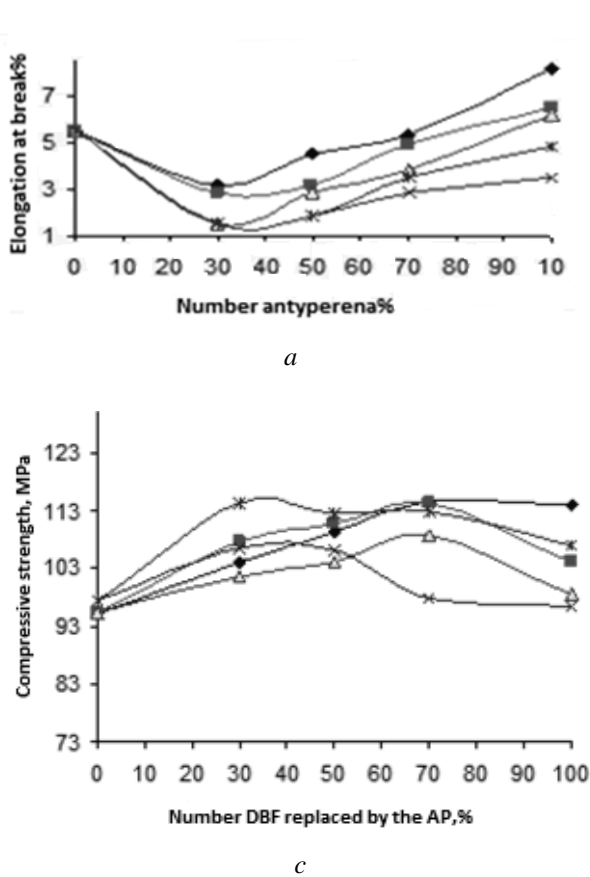 Elongation at break%
7
5
3
1
0 10 20 30 40 50 60 70 80 90 10
Number antyperena%
a
Compressive strength, MPa
123
113
103
93
83
73
0 10 20 30 40 50 60 70 80 90 100
Number DBF replaced by the AP,%
c